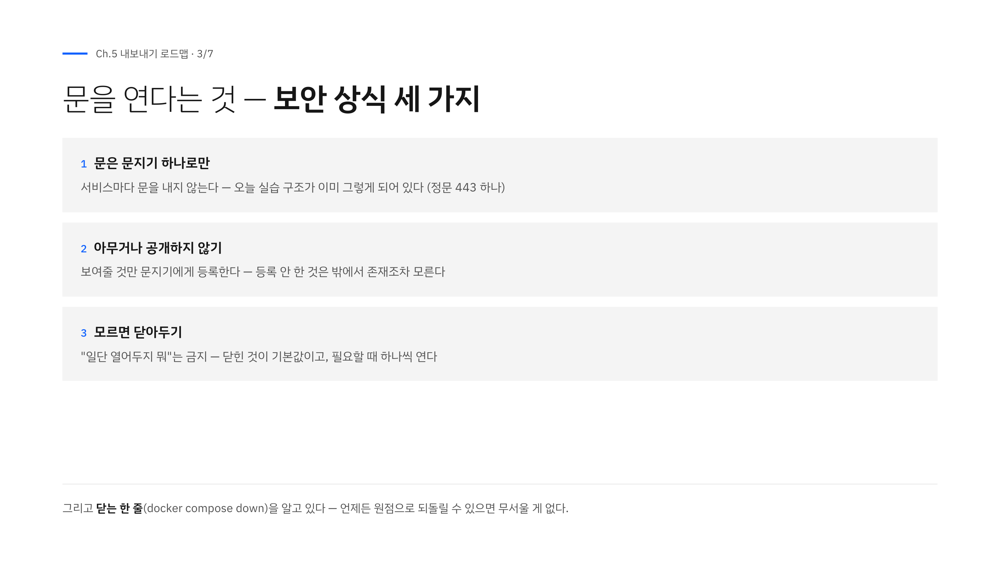 Ch.5 내보내기 로드맵 · 3/7
문을 연다는 것 — 보안 상식 세 가지
1 문은 문지기 하나로만
서비스마다 문을 내지 않는다 — 오늘 실습 구조가 이미 그렇게 되어 있다 (정문 443 하나)
2 아무거나 공개하지 않기
보여줄 것만 문지기에게 등록한다 — 등록 안 한 것은 밖에서 존재조차 모른다
3 모르면 닫아두기
"일단 열어두지 뭐"는 금지 — 닫힌 것이 기본값이고, 필요할 때 하나씩 연다
그리고 닫는 한 줄(docker compose down)을 알고 있다 — 언제든 원점으로 되돌릴 수 있으면 무서울 게 없다.